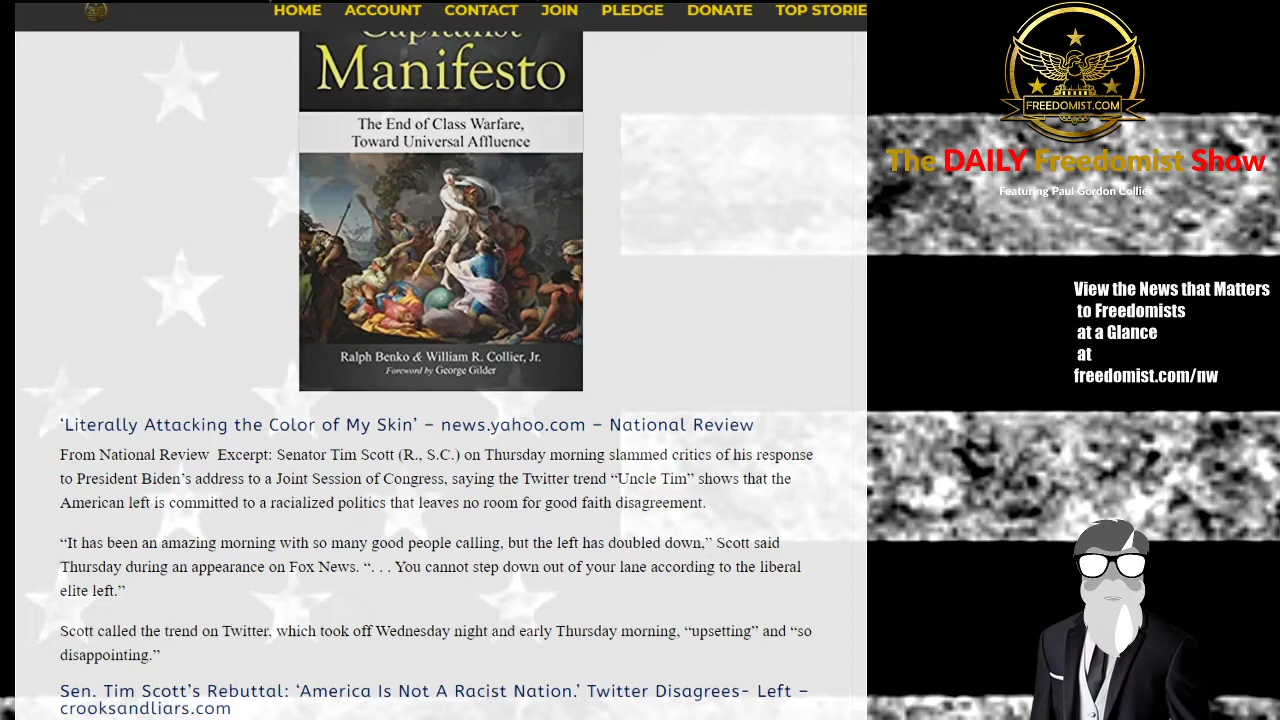 HOME ACCOUNT CONTACT JOIN PLEDGE DONATE TOP STORIE
Capitalist
Manifesto
The End of Class Warfare,
Toward Universal Affluence
Ralph Benko & William R. Collier, Jr.
Foreword by George Gilder
‘Literally Attacking the Color of My Skin’ – news.yahoo.com – National Review
From National Review Excerpt: Senator Tim Scott (R., S.C.) on Thursday morning slammed critics of his response
to President Biden’s address to a Joint Session of Congress, saying the Twitter trend “Uncle Tim” shows that the
American left is committed to a racialized politics that leaves no room for good faith disagreement.
“It has been an amazing morning with so many good people calling, but the left has doubled down,” Scott said
Thursday during an appearance on Fox News. “. . . You cannot step down out of your lane according to the liberal
elite left.”
Scott called the trend on Twitter, which took off Wednesday night and early Thursday morning, “upsetting” and “so
disappointing.”
Sen. Tim Scott’s Rebuttal: ‘America Is Not A Racist Nation.’ Twitter Disagrees- Left –
crooksandliars.com
FREEDOMIST.COM
The DAILY Freedomist Show
Featuring Paul Gordon Collier
View the News that Matters
to Freedomists
at a Glance
at
freedomist.com/nw